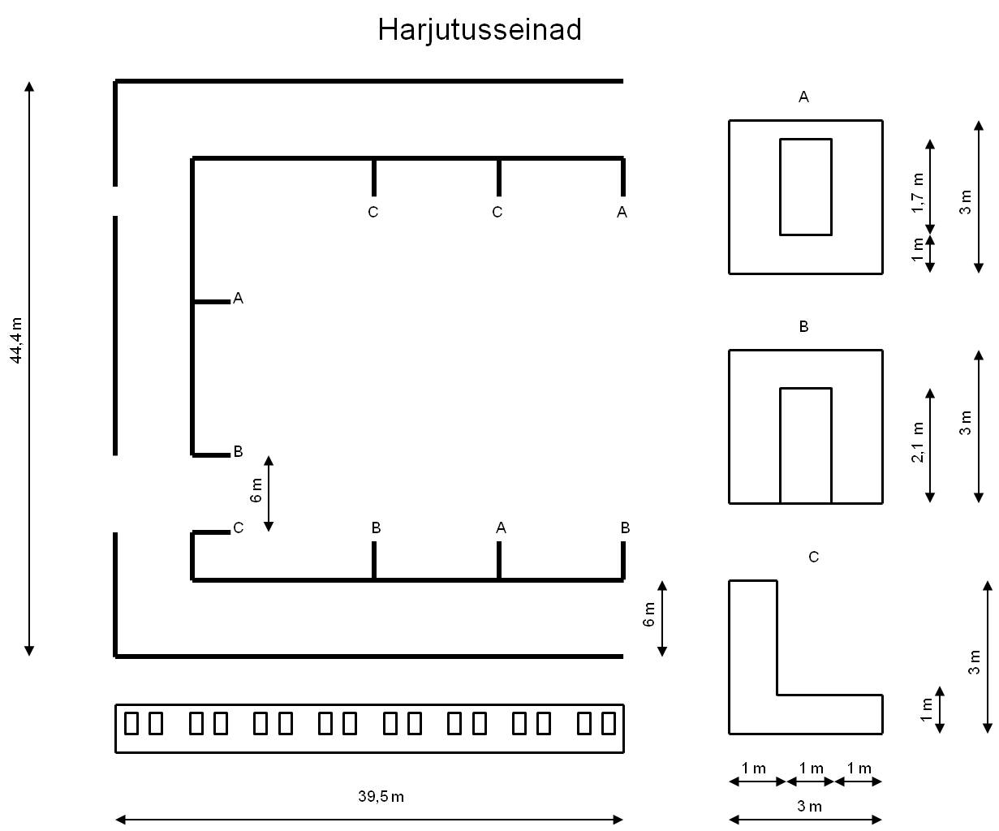 Harjutusseinad
A
1,7 m
3 m
1 m
C
C
A
A
44,4 m
B
2,1 m
3 m
B
6 m
C
B
A
B
C
6 m
3 m
1 m
1 m
1 m
1 m
39,5 m
3 m